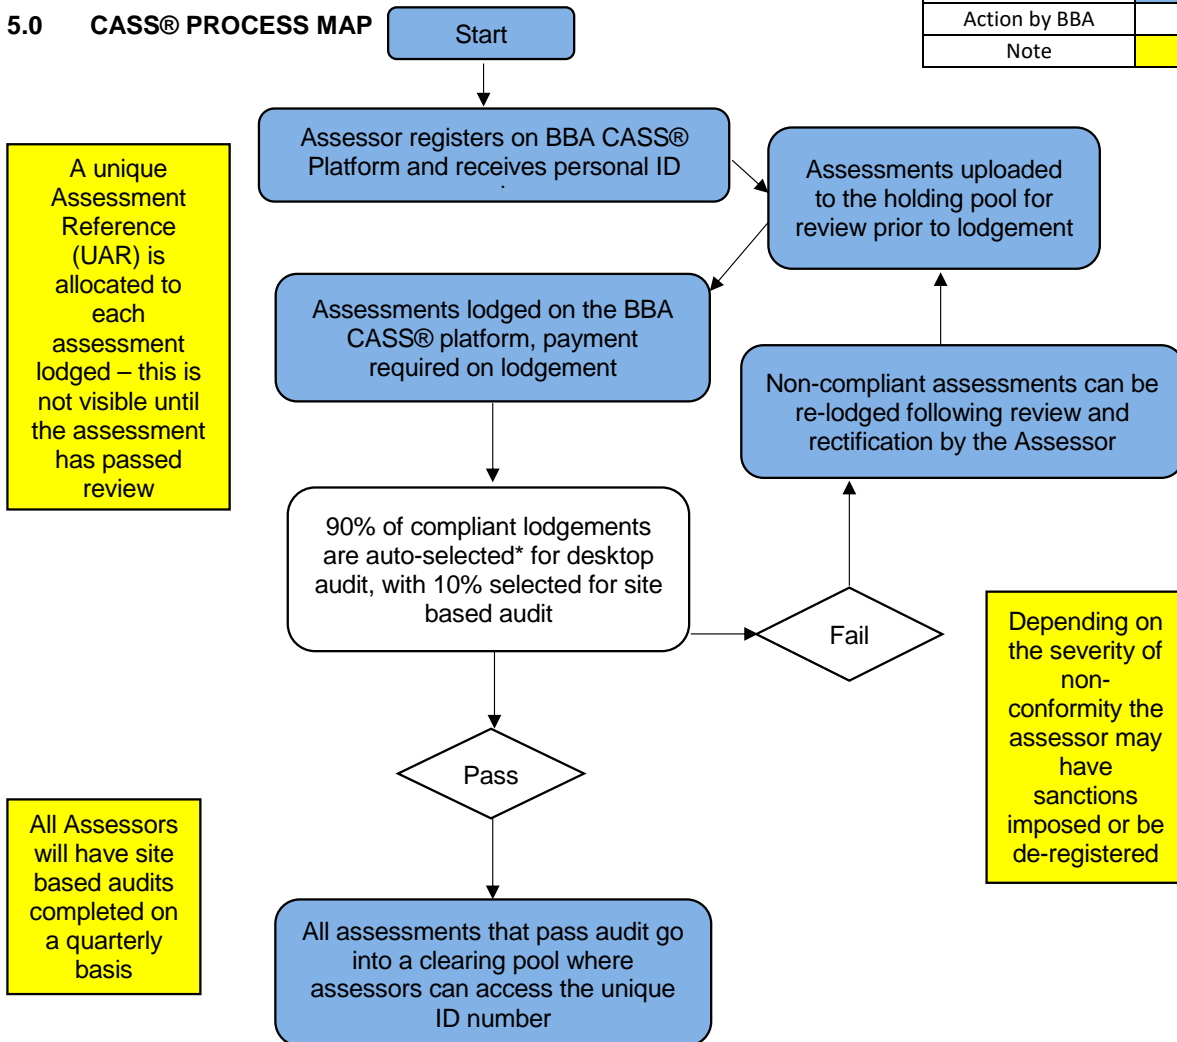 5.0 CASS® PROCESS MAP
Start
Action by BBA
Note
Assessor registers on BBA CASS®
Platform and receives personal ID
A unique
Assessment
Reference
(UAR) is
allocated to
each
assessment
lodged – this is
not visible until
the assessment
has passed
review
Assessments uploaded
to the holding pool for
review prior to lodgement
Assessments lodged on the BBA
CASS® platform, payment
required on lodgement
Non-compliant assessments can be
re-lodged following review and
rectification by the Assessor
90% of compliant lodgements
are auto-selected* for desktop
audit, with 10% selected for site
based audit
Fail
Depending on
the severity of
non-
conformity the
assessor may
have
sanctions
imposed or be
de-registered
Pass
All Assessors
will have site
based audits
completed on
a quarterly
basis
All assessments that pass audit go
into a clearing pool where
assessors can access the unique
ID number